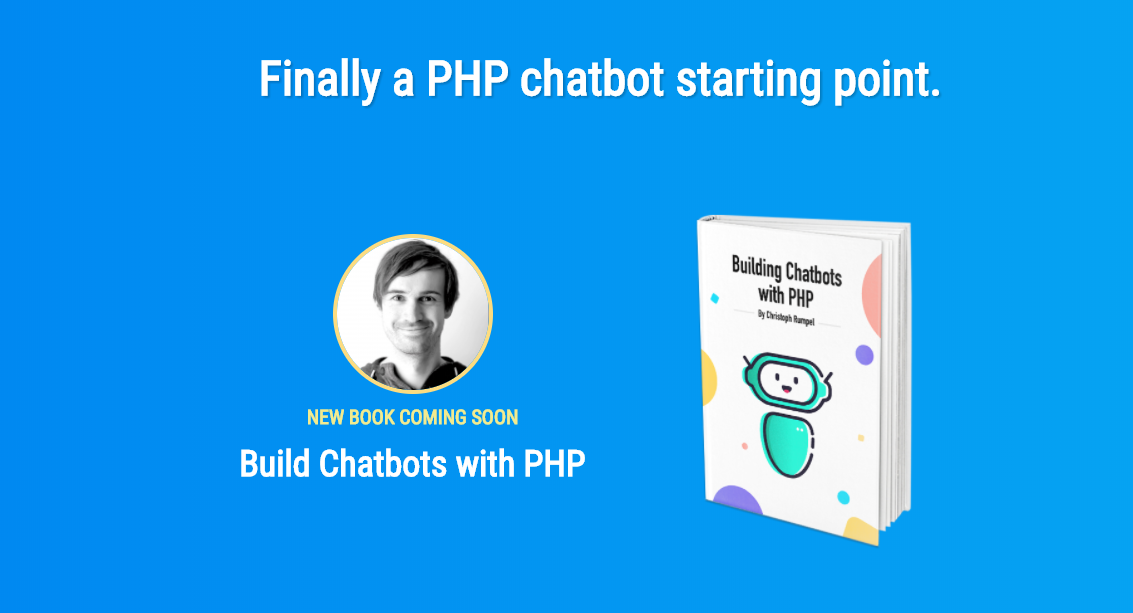 Finally a PHP chatbot starting point.
NEW BOOK COMING SOON
Build Chatbots with PHP
Building Chatbots
with PHP
By Christoph Rumpel